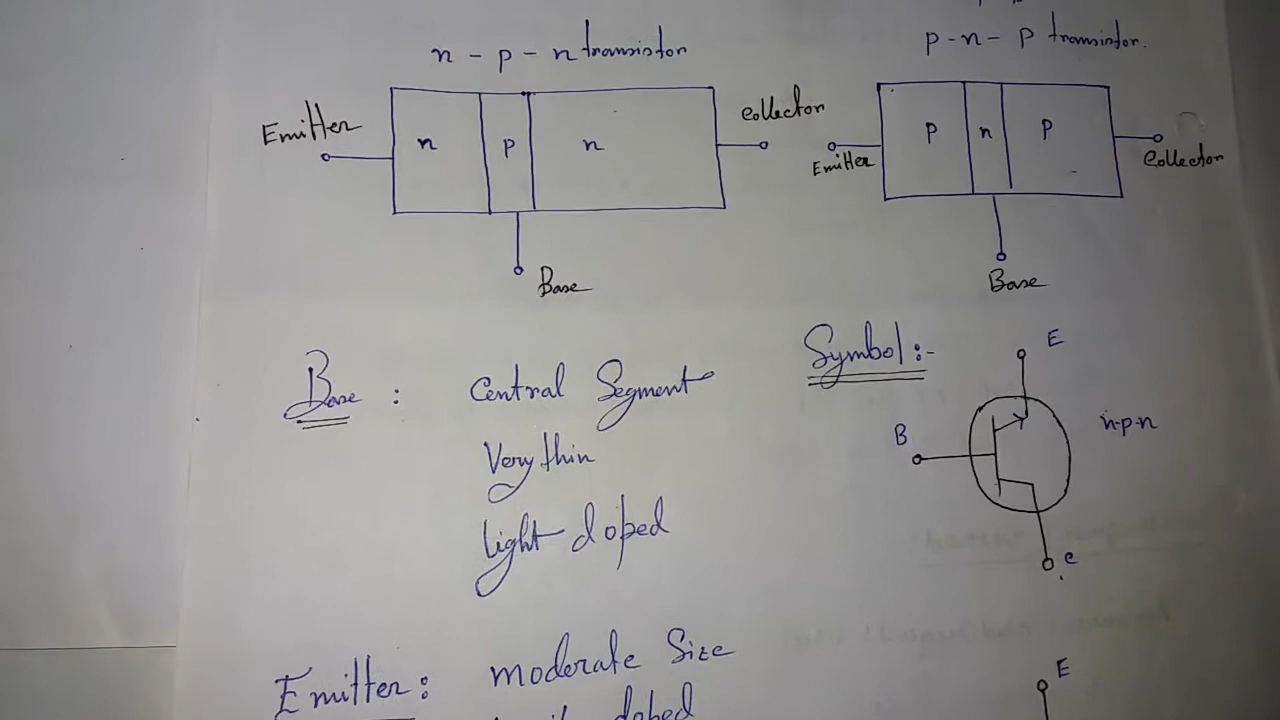 n - p - n transistor
p - n - p transistor.
Emitter
n
p
n
Collector
Base
Emitter
p
n
p
Collector
Base
Base : Central Segment
Very thin
light doped
Symbol :-
E
B
n-p-n
C
Emitter : moderate Size
doped
E